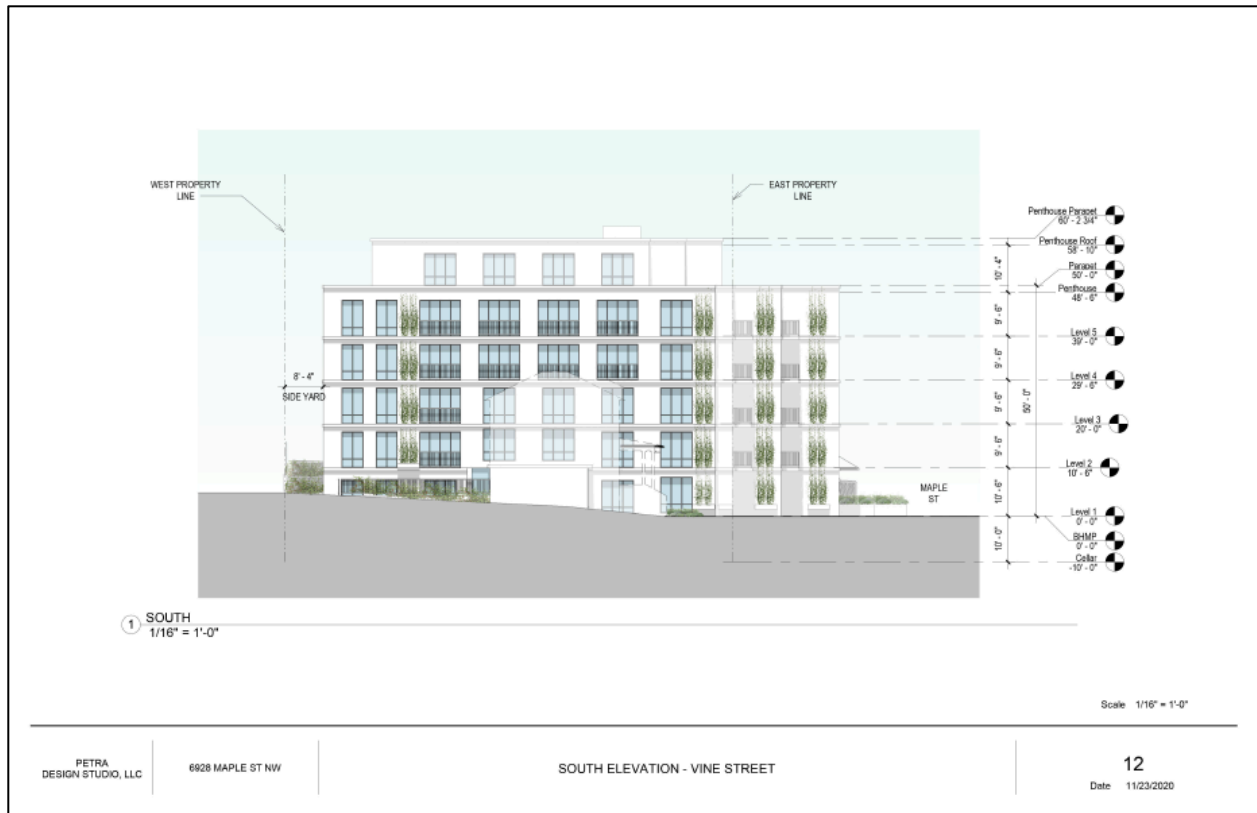 WEST PROPERTY
LINE
EAST PROPERTY
LINE
Penthouse Parapet
60' - 2 3/4"
Penthouse Roof
58' - 10"
Parapet
50' - 0"
Penthouse
48' - 6"
Level 5
39' - 0"
Level 4
29' - 6"
Level 3
20' - 0"
Level 2
10' - 6"
Level 1
0' - 0"
BHMP
0' - 0"
Cellar
-10' - 0"
10' - 4"
9' - 6"
9' - 6"
9' - 6"
9' - 6"
10' - 6"
10' - 0"
50' - 0"
8' - 4"
SIDE YARD
MAPLE
ST
1 SOUTH
1/16" = 1'-0"
Scale 1/16" = 1'-0"
PETRA
DESIGN STUDIO, LLC
6928 MAPLE ST NW
SOUTH ELEVATION - VINE STREET
12
Date 11/23/2020